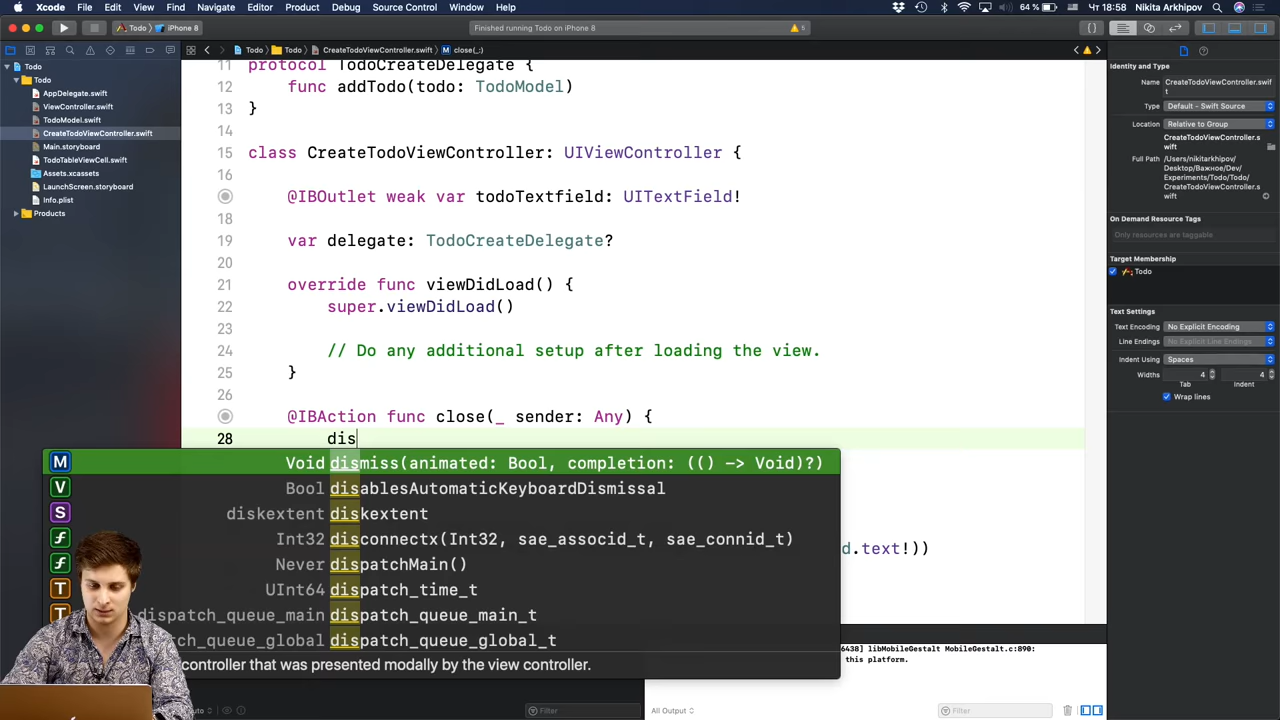 Xcode File Edit View Find Navigate Editor Product Debug Source Control Window Help 64 % Чт 18:58 Nikita Arkhipov
Todo iPhone 8 Finished running Todo on iPhone 8 5
Todo Todo CreateTodoViewController.swift M close(_:)
Todo
Todo
AppDelegate.swift
ViewController.swift
TodoModel.swift
CreateTodoViewController.swift
Main.storyboard
TodoTableViewCell.swift
Assets.xcassets
LaunchScreen.storyboard
Info.plist
Products
11 protocol TodoCreateDelegate {
12 func addTodo(todo: TodoModel)
13 }
14
15 class CreateTodoViewController: UIViewController {
16
@IBOutlet weak var todoTextfield: UITextField!
18
19 var delegate: TodoCreateDelegate?
20
21 override func viewDidLoad() {
22 super.viewDidLoad()
23
24 // Do any additional setup after loading the view.
25 }
26
@IBAction func close(_ sender: Any) {
28 dis
M Void dismiss(animated: Bool, completion: (() -> Void)?)
V Bool disablesAutomaticKeyboardDismissal
S diskextent diskextent
f Int32 disconnectx(Int32, sae_associd_t, sae_connid_t)
f Never dispatchMain()
T UInt64 dispatch_time_t
T dispatch_queue_main dispatch_queue_main_t
tch_queue_global dispatch_queue_global_t
controller that was presented modally by the view controller.
d.text!))
6438] libMobileGestalt MobileGestalt.c:890:
this platform.
Filter
All Output
Filter
Identity and Type
Name CreateTodoViewController.swif
t
Type Default - Swift Source
Location Relative to Group
CreateTodoViewController.s
wift
Full Path /Users/nikitarkhipov/
Desktop/Важное/Dev/
Experiments/Todo/Todo/
CreateTodoViewController.s
wift
On Demand Resource Tags
Only resources are taggable
Target Membership
Todo
Text Settings
Text Encoding No Explicit Encoding
Line Endings No Explicit Line Endings
Indent Using Spaces
Widths 4 4
Tab Indent
Wrap lines